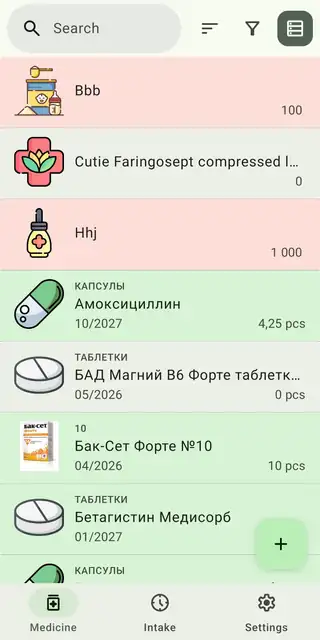 Search
Bbb
100
Cutie Faringosept compressed l...
0
Hhj
1 000
КАПСУЛЫ
Амоксициллин
10/2027
4,25 pcs
ТАБЛЕТКИ
БАД Магний В6 Форте таблетк...
05/2026
0 pcs
Бак-сет
10
Бак-Сет Форте №10
04/2026
10 pcs
ТАБЛЕТКИ
Бетагистин Медисорб
01/2027
+
КАПСУЛЫ
Medicine
Intake
Settings